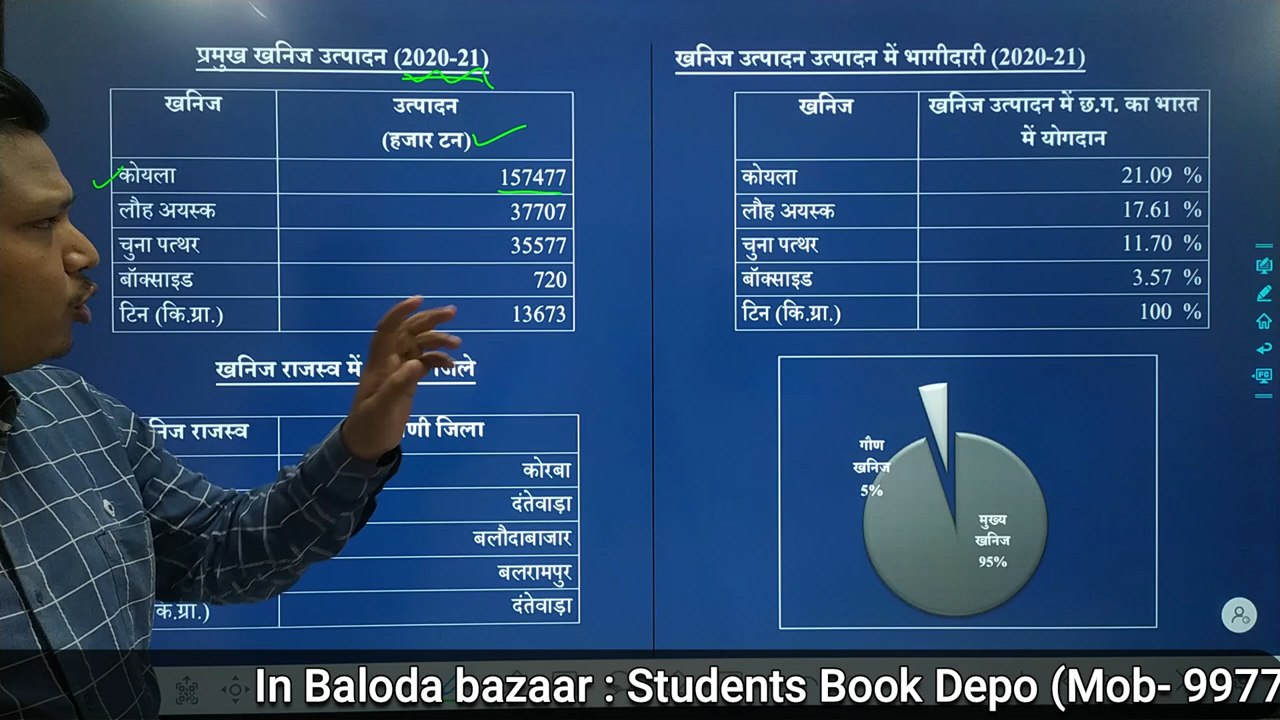 प्रमुख खनिज उत्पादन (2020-21)
खनिज उत्पादन
(हजार टन)
कोयला 157477
लौह अयस्क 37707
चुना पत्थर 35577
बॉक्साइड 720
टिन (कि.ग्रा.) 13673
खनिज राजस्व में जिले
निज राजस्व णी जिला
कोरबा
दंतेवाड़ा
बलौदाबाजार
बलरामपुर
कि.ग्रा.) दंतेवाड़ा
खनिज उत्पादन उत्पादन में भागीदारी (2020-21)
खनिज खनिज उत्पादन में छ.ग. का भारत
में योगदान
कोयला 21.09 %
लौह अयस्क 17.61 %
चुना पत्थर 11.70 %
बॉक्साइड 3.57 %
टिन (कि.ग्रा.) 100 %
गौण
खनिज
5%
मुख्य
खनिज
95%
In Baloda bazaar : Students Book Depo (Mob- 9977